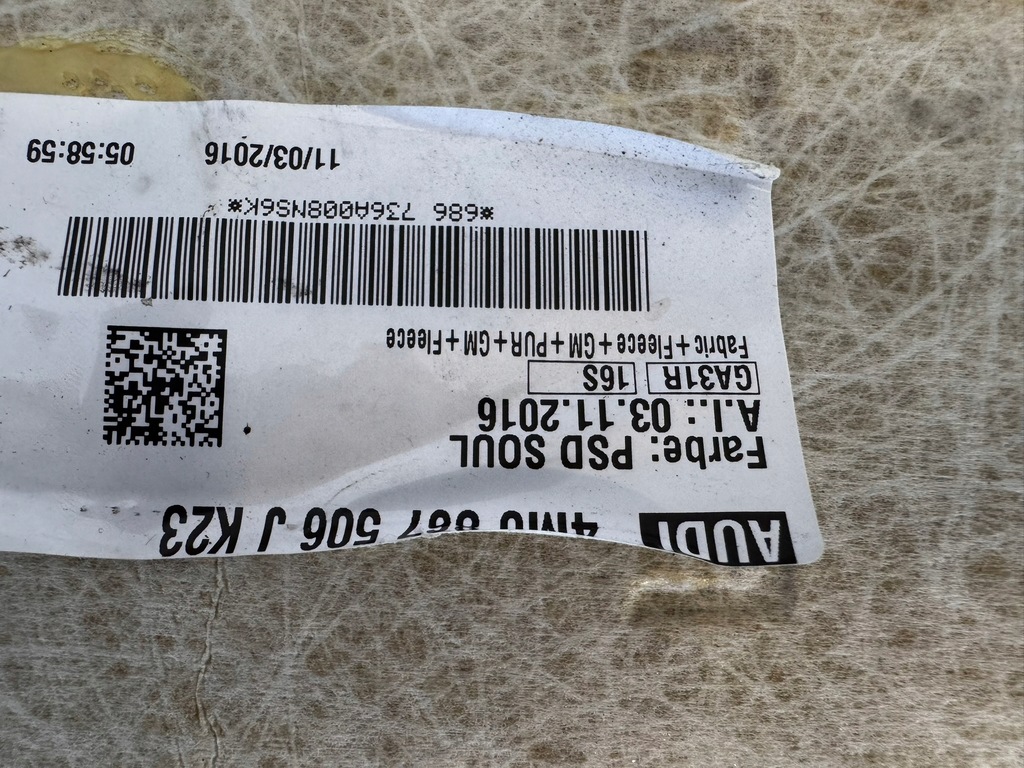 AUDI 4M0 867 506 J K23
Farbe: PSD SOUL
A.I.: 03.11.2016
GA31R 16S
Fabric+Fleece+GM+PUR+GM+Fleece
*686 736A008NS6K*
11/03/2016 05:58:59